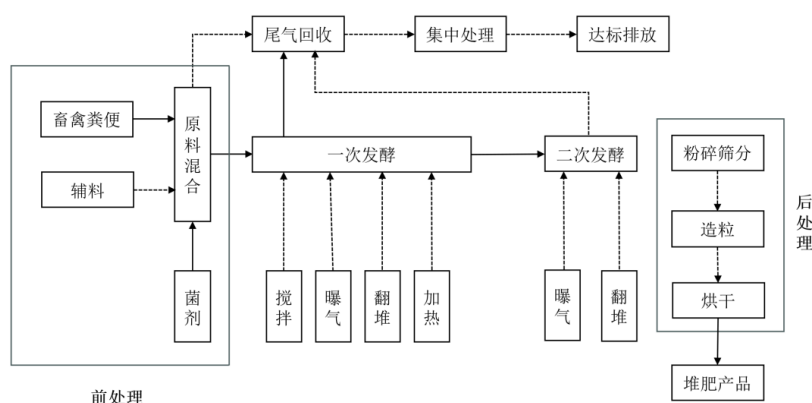 尾气回收
集中处理
达标排放
畜禽粪便
原料混合
辅料
菌剂
一次发酵
二次发酵
搅拌
曝气
翻堆
加热
曝气
翻堆
粉碎筛分
造粒
烘干
后处理
堆肥产品
前处理